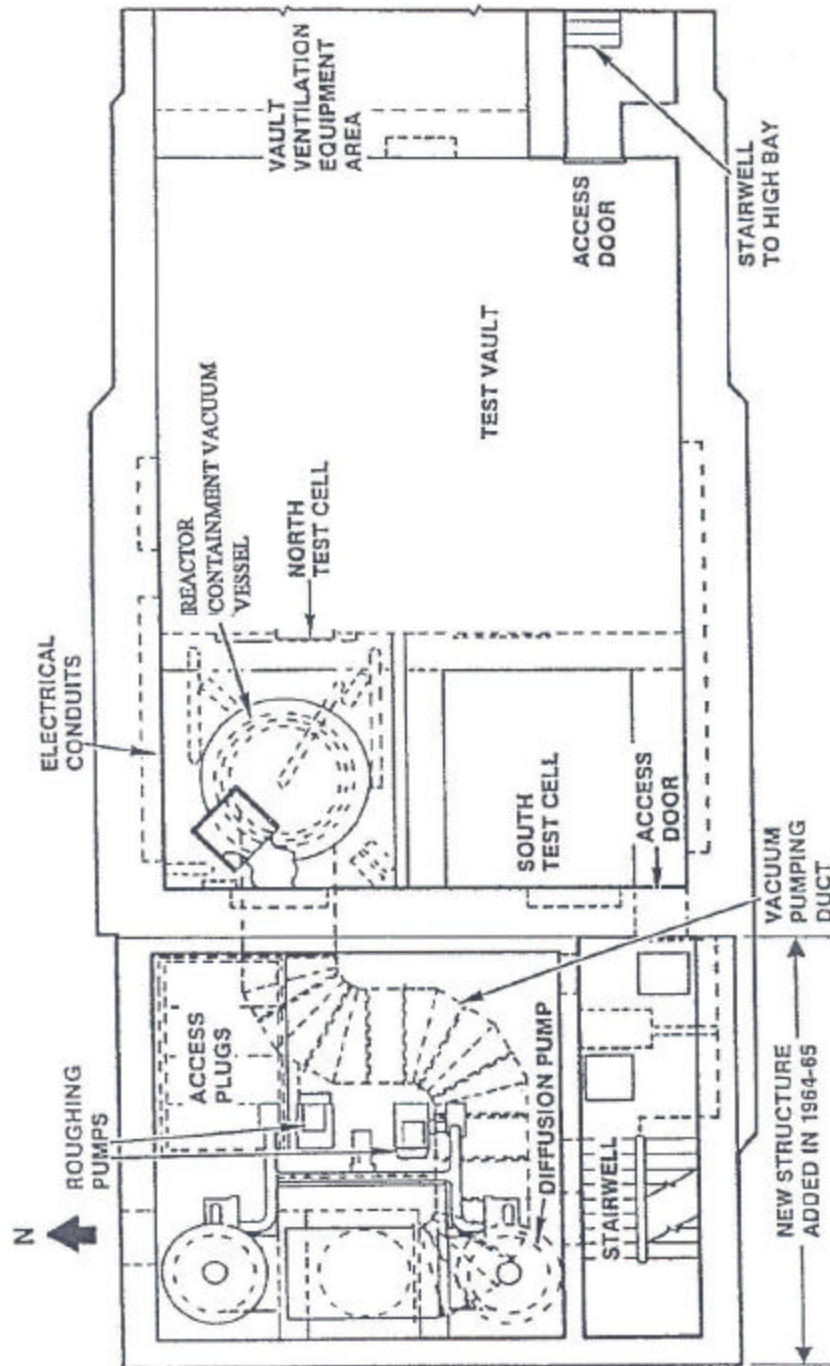 N
ROUGHING
PUMPS
ELECTRICAL
CONDUITS
REACTOR
CONTAINMENT VACUUM
VESSEL
NORTH
TEST CELL
VAULT
VENTILATION
EQUIPMENT
AREA
ACCESS
PLUGS
TEST VAULT
DIFFUSION PUMP
SOUTH
TEST CELL
ACCESS
DOOR
ACCESS
DOOR
STAIRWELL
STAIRWELL
TO HIGH BAY
VACUUM
PUMPING
DUCT
NEW STRUCTURE
ADDED IN 1964-65